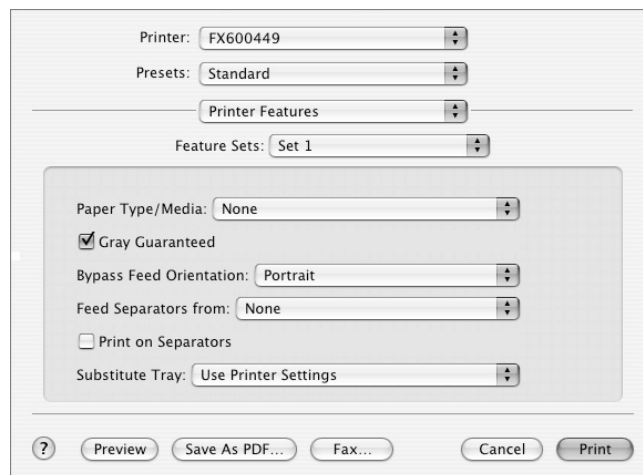 Printer: FX600449
Presets: Standard
Printer Features
Feature Sets: Set 1
Paper Type/Media: None
Gray Guaranteed
Bypass Feed Orientation: Portrait
Feed Separators from: None
Print on Separators
Substitute Tray: Use Printer Settings
? Preview Save As PDF... Fax... Cancel Print